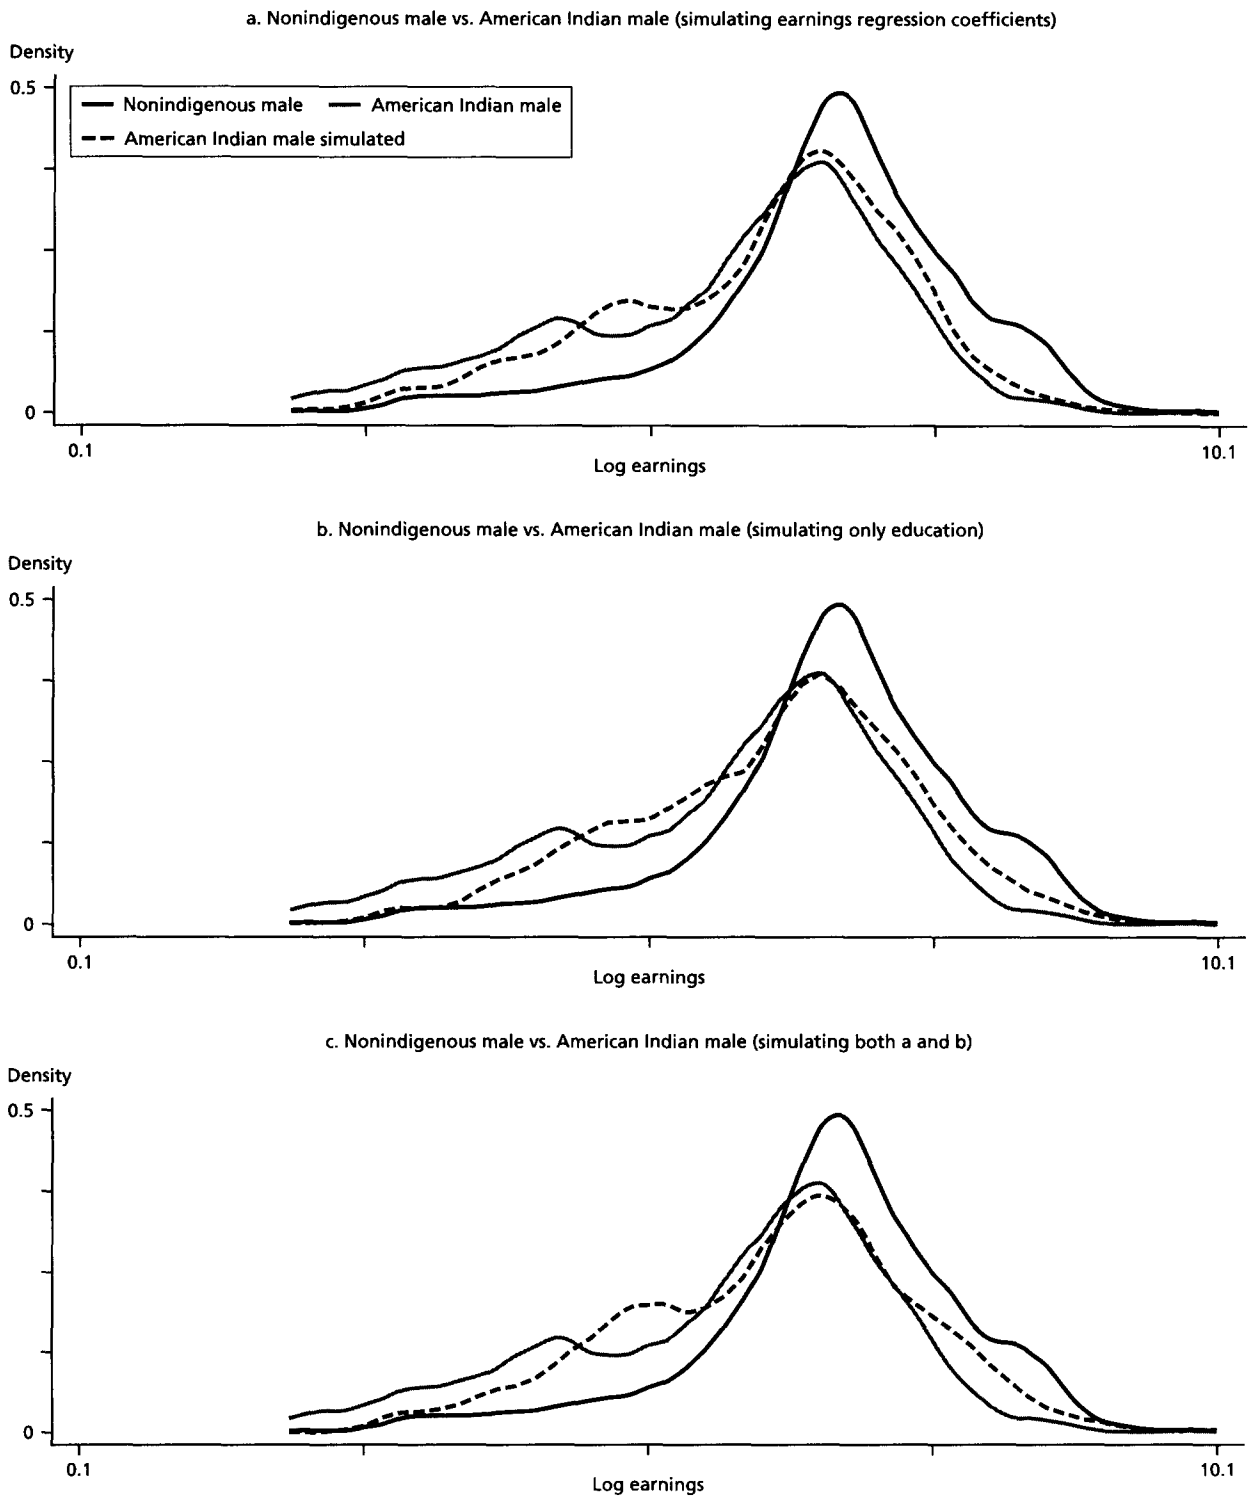 a. Nonindigenous male vs. American Indian male (simulating earnings regression coefficients)
Density
0.5
Nonindigenous male American Indian male
American Indian male simulated
0
0.1 10.1
Log earnings
b. Nonindigenous male vs. American Indian male (simulating only education)
Density
0.5
0
0.1 10.1
Log earnings
c. Nonindigenous male vs. American Indian male (simulating both a and b)
Density
0.5
0
0.1 10.1
Log earnings